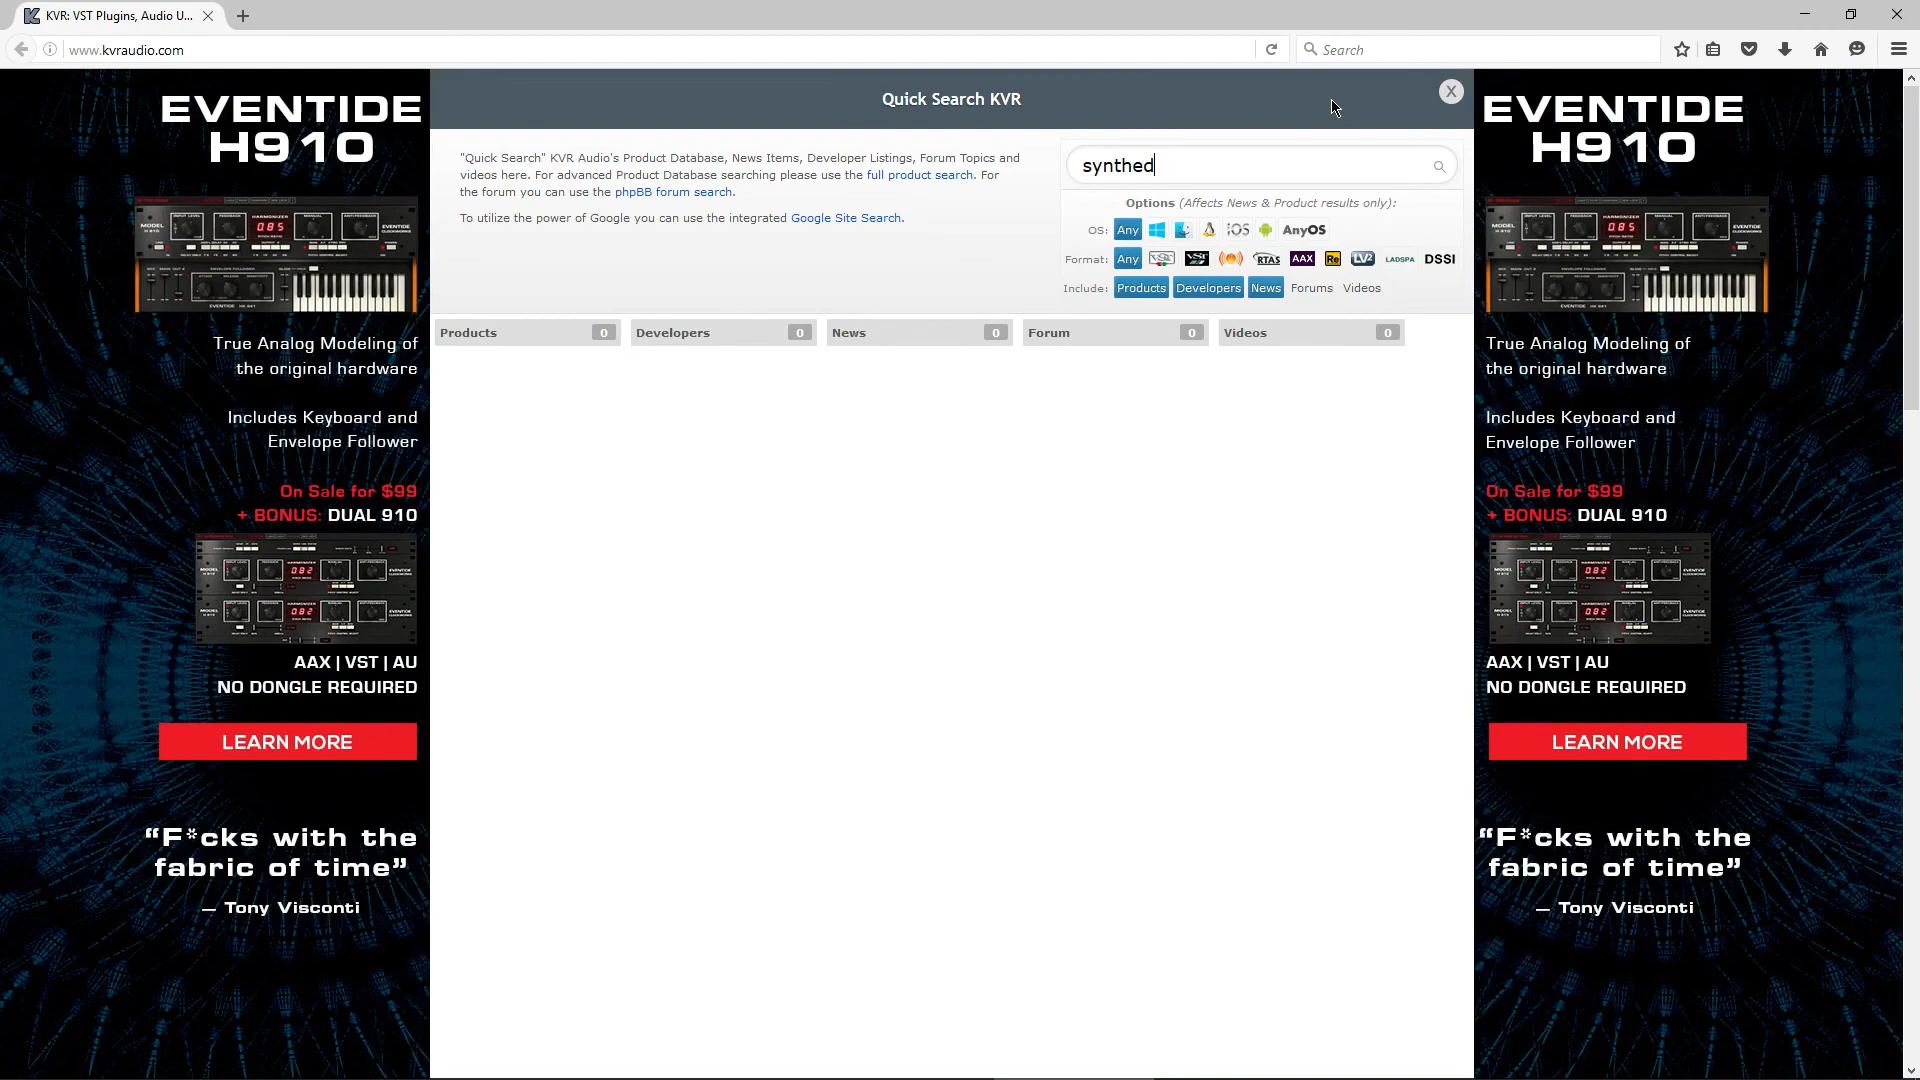 KVR: VST Plugins, Audio U...
www.kvraudio.com
Search
EVENTIDE
H910
True Analog Modeling of
the original hardware
Includes Keyboard and
Envelope Follower
On Sale for $99
+ BONUS: DUAL 910
AAX | VST | AU
NO DONGLE REQUIRED
LEARN MORE
“F*cks with the
fabric of time”
— Tony Visconti
Quick Search KVR
X
"Quick Search" KVR Audio's Product Database, News Items, Developer Listings, Forum Topics and
videos here. For advanced Product Database searching please use the full product search. For
the forum you can use the phpBB forum search.
To utilize the power of Google you can use the integrated Google Site Search.
synthed
Options (Affects News & Product results only):
OS: Any iOS AnyOS
Format: Any VST RTAS AAX Re LV2 LADSPA DSSI
Include: Products Developers News Forums Videos
Products 0 Developers 0 News 0 Forum 0 Videos 0
EVENTIDE
H910
True Analog Modeling of
the original hardware
Includes Keyboard and
Envelope Follower
On Sale for $99
+ BONUS: DUAL 910
AAX | VST | AU
NO DONGLE REQUIRED
LEARN MORE
“F*cks with the
fabric of time”
— Tony Visconti